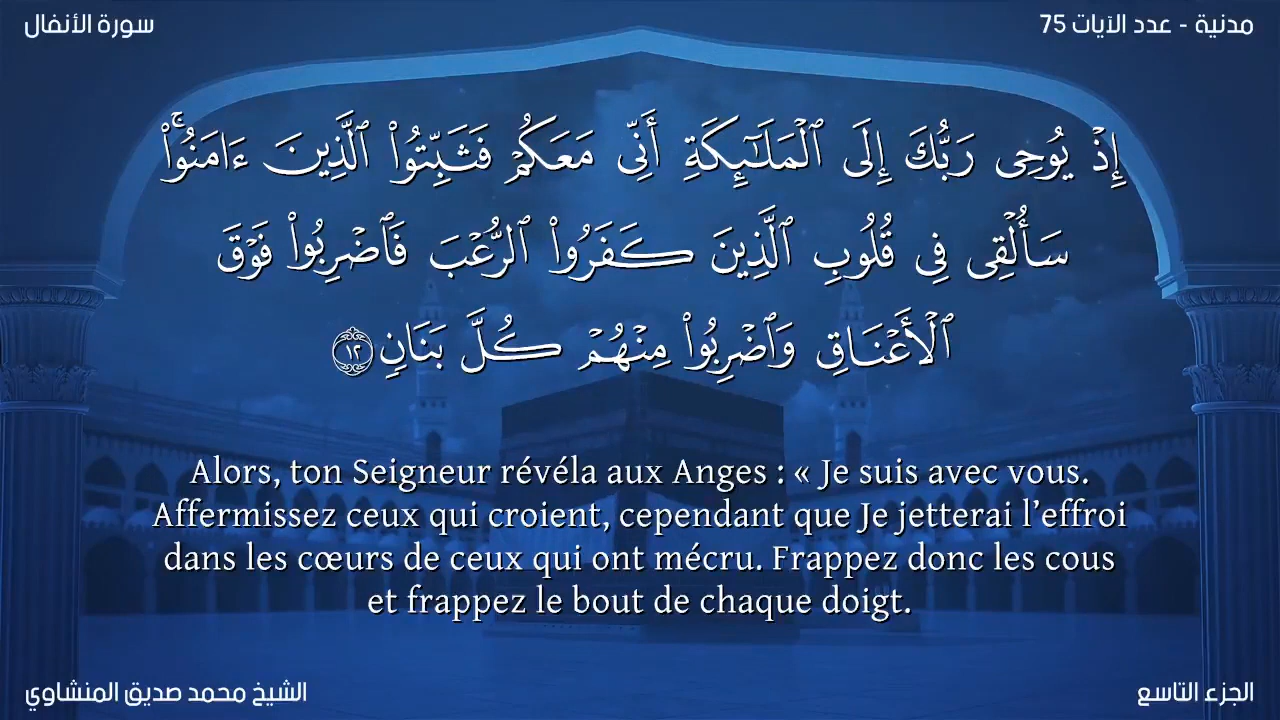 مدنية - عدد الآيات 75
سورة الأنفال
إِذْ يُوحِى رَبُّكَ إِلَى ٱلْمَلَـٰٓئِكَةِ أَنِّى مَعَكُمْ فَثَبِّتُوا۟ ٱلَّذِينَ ءَامَنُوا۟ ۚ
سَأُلْقِى فِى قُلُوبِ ٱلَّذِينَ كَفَرُوا۟ ٱلرُّعْبَ فَٱضْرِبُوا۟ فَوْقَ
ٱلْأَعْنَاقِ وَٱضْرِبُوا۟ مِنْهُمْ كُلَّ بَنَانٍ ١٢
Alors, ton Seigneur révéla aux Anges : « Je suis avec vous.
Affermissez ceux qui croient, cependant que Je jetterai l’effroi
dans les cœurs de ceux qui ont mécru. Frappez donc les cous
et frappez le bout de chaque doigt.
الجزء التاسع
الشيخ محمد صديق المنشاوي